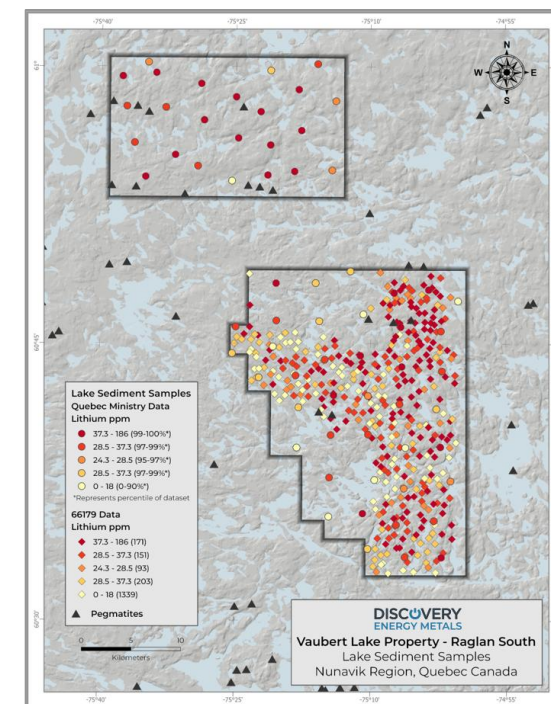 -75°40'
-75°25'
-75°10'
-74°55'
N
W
E
S
61°
61°
60°45'
60°45'
60°30'
60°30'
Lake Sediment Samples
Quebec Ministry Data
Lithium ppm
37.3 - 186 (99-100%*)
28.5 - 37.3 (97-99%*)
24.3 - 28.5 (95-97%*)
28.5 - 37.3 (97-99%*)
0 - 18 (0-90%*)
*Represents percentile of dataset
66179 Data
Lithium ppm
37.3 - 186 (171)
28.5 - 37.3 (151)
24.3 - 28.5 (93)
28.5 - 37.3 (203)
0 - 18 (1339)
Pegmatites
0 5 10
Kilometers
DISCOVERY
ENERGY METALS
Vaubert Lake Property - Raglan South
Lake Sediment Samples
Nunavik Region, Quebec Canada
-75°40'
-75°25'
-75°10'
-74°55'